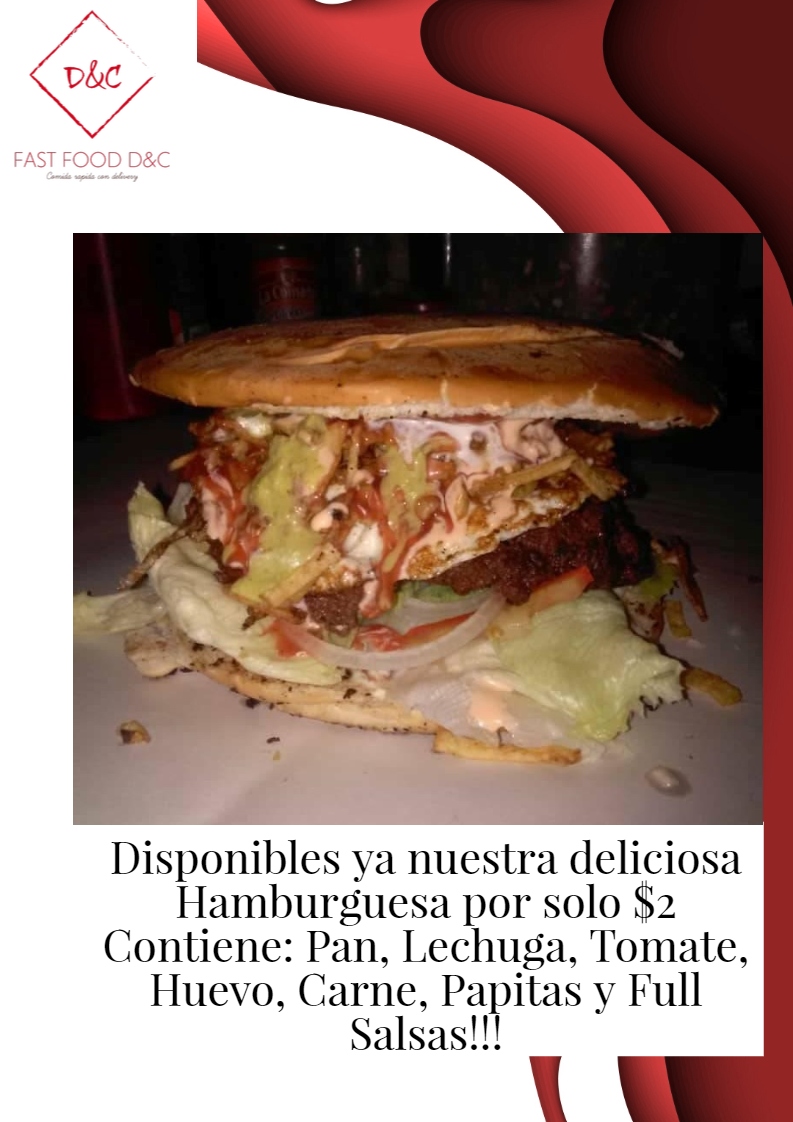 D&C
FAST FOOD D&C
Comida rapida con delivery
Disponibles ya nuestra deliciosa
Hamburguesa por solo $2
Contiene: Pan, Lechuga, Tomate,
Huevo, Carne, Papitas y Full
Salsas!!!